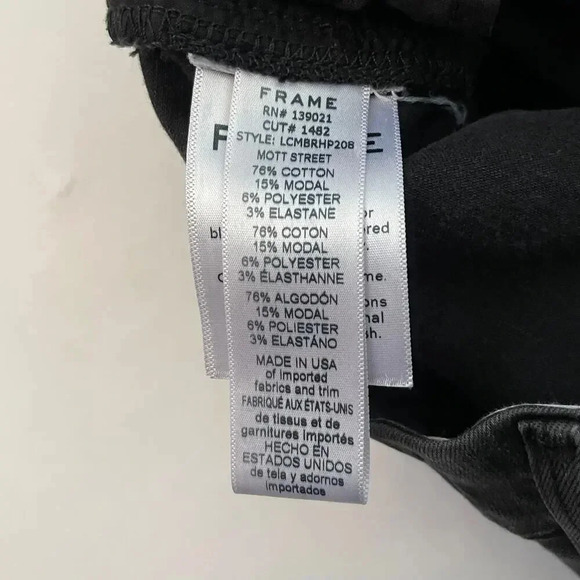 FRAME
RN# 139021
CUT# 1482
STYLE: LCMBRHP208
MOTT STREET
76% COTTON
15% MODAL
6% POLYESTER
3% ELASTANE
76% COTON
15% MODAL
6% POLYESTER
3% ÉLASTHANNE
76% ALGODÓN
15% MODAL
6% POLIESTER
3% ELASTÁNO
MADE IN USA
of imported
fabrics and trim
FABRIQUÉ AUX ÉTATS-UNIS
de tissus et de
garnitures importés
HECHO EN
ESTADOS UNIDOS
de tela y adornos
importados